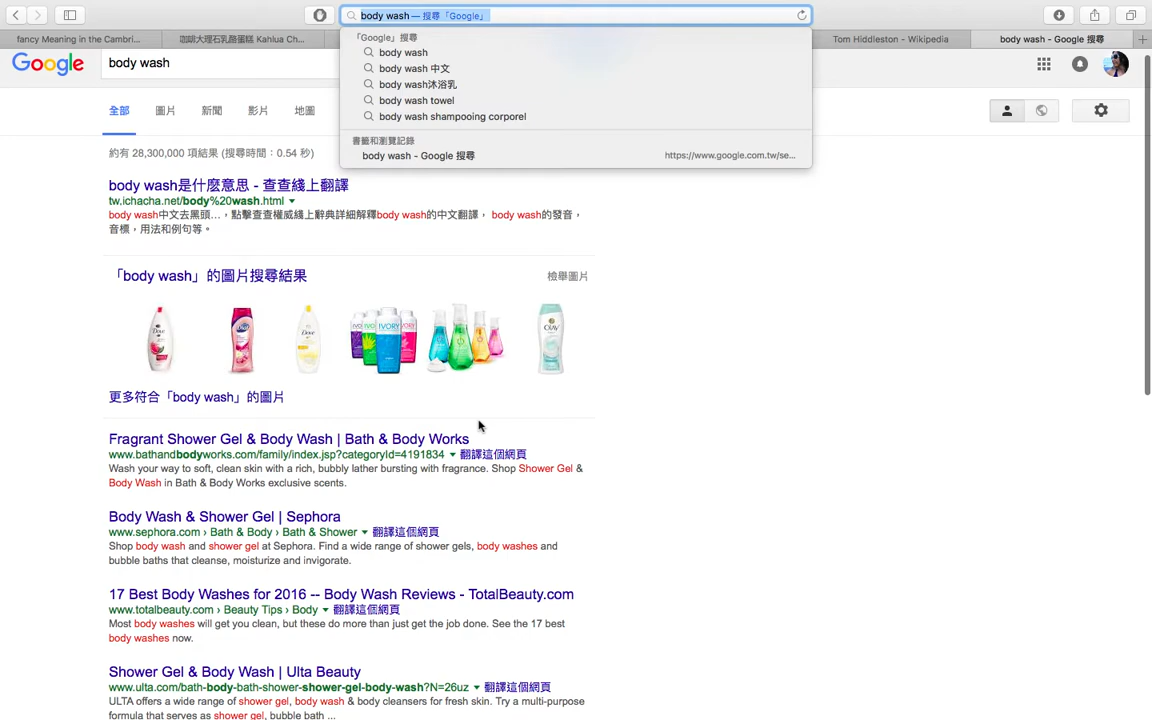 body wash — 搜尋「Google」
fancy Meaning in the Cambri...
咖啡大理石乳酪蛋糕 Kahlua Ch...
Tom Hiddleston - Wikipedia
body wash - Google 搜尋
「Google」搜尋
body wash
body wash 中文
body wash沐浴乳
body wash towel
body wash shampooing corporel
書籤和瀏覽記錄
body wash - Google 搜尋 https://www.google.com.tw/se...
Google body wash
全部 圖片 新聞 影片 地圖
約有 28,300,000 項結果 (搜尋時間：0.54 秒)
body wash是什麼意思 - 查查綫上翻譯
tw.ichacha.net/body%20wash.html
body wash中文去黑頭...，點擊查查權威綫上辭典詳細解釋body wash的中文翻譯， body wash的發音，
音標，用法和例句等。
「body wash」的圖片搜尋結果 檢舉圖片
Dove
Dial
Dove
IVORY IVORY
OLAY
更多符合「body wash」的圖片
Fragrant Shower Gel & Body Wash | Bath & Body Works
www.bathandbodyworks.com/family/index.jsp?categoryId=4191834 翻譯這個網頁
Wash your way to soft, clean skin with a rich, bubbly lather bursting with fragrance. Shop Shower Gel &
Body Wash in Bath & Body Works exclusive scents.
Body Wash & Shower Gel | Sephora
www.sephora.com › Bath & Body › Bath & Shower 翻譯這個網頁
Shop body wash and shower gel at Sephora. Find a wide range of shower gels, body washes and
bubble baths that cleanse, moisturize and invigorate.
17 Best Body Washes for 2016 -- Body Wash Reviews - TotalBeauty.com
www.totalbeauty.com › Beauty Tips › Body 翻譯這個網頁
Most body washes will get you clean, but these do more than just get the job done. See the 17 best
body washes now.
Shower Gel & Body Wash | Ulta Beauty
www.ulta.com/bath-body-bath-shower-shower-gel-body-wash?N=26uz 翻譯這個網頁
ULTA offers a wide range of shower gel, body wash & body cleansers for fresh skin. Try a multi-purpose
formula that serves as shower gel, bubble bath ...